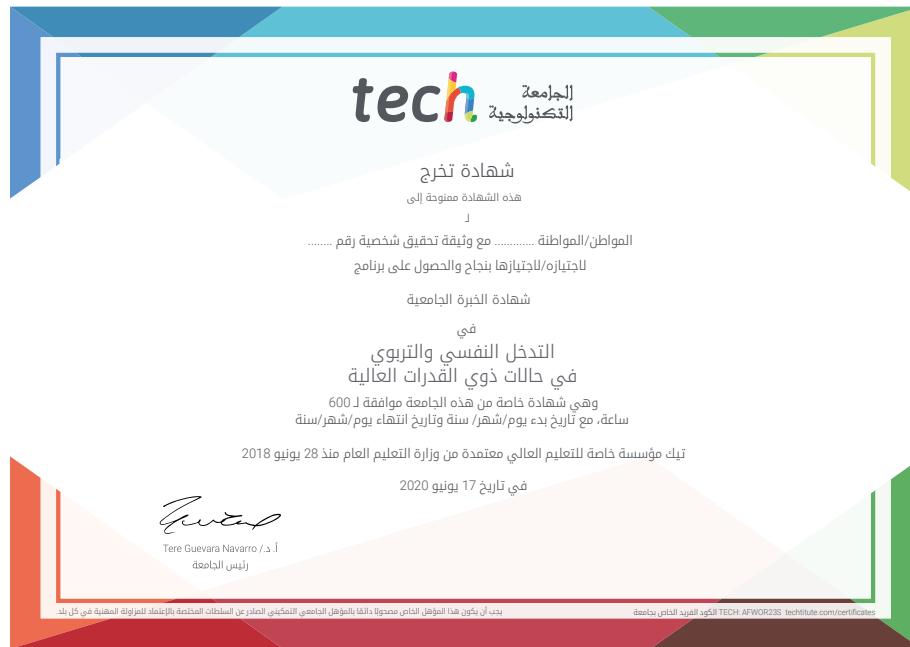 tech الجامعة
التكنولوجية
شهادة تخرج
هذه الشهادة ممنوحة إلى
لـ
المواطن/المواطنة ............ مع وثيقة تحقيق شخصية رقم ........
لاجتيازه/لاجتيازها بنجاح والحصول على برنامج
شهادة الخبرة الجامعية
في
التدخل النفسي والتربوي
في حالات ذوي القدرات العالية
وهي شهادة خاصة من هذه الجامعة موافقة لـ 600
ساعة، مع تاريخ بدء يوم/شهر/ سنة وتاريخ انتهاء يوم/شهر/سنة
تيك مؤسسة خاصة للتعليم العالي معتمدة من وزارة التعليم العام منذ 28 يونيو 2018
في تاريخ 17 يونيو 2020
أ. د./ Tere Guevara Navarro
رئيس الجامعة
يجب أن يكون هذا المؤهل الخاص مصحوبًا دائمًا بالمؤهل الجامعي التمكيني الصادر عن السلطات المختصة بالإعتماد للمزاولة المهنية في كل بلد.
الكود الفريد الخاص بجامعة TECH: AFWOR23S techtitute.com/certificates